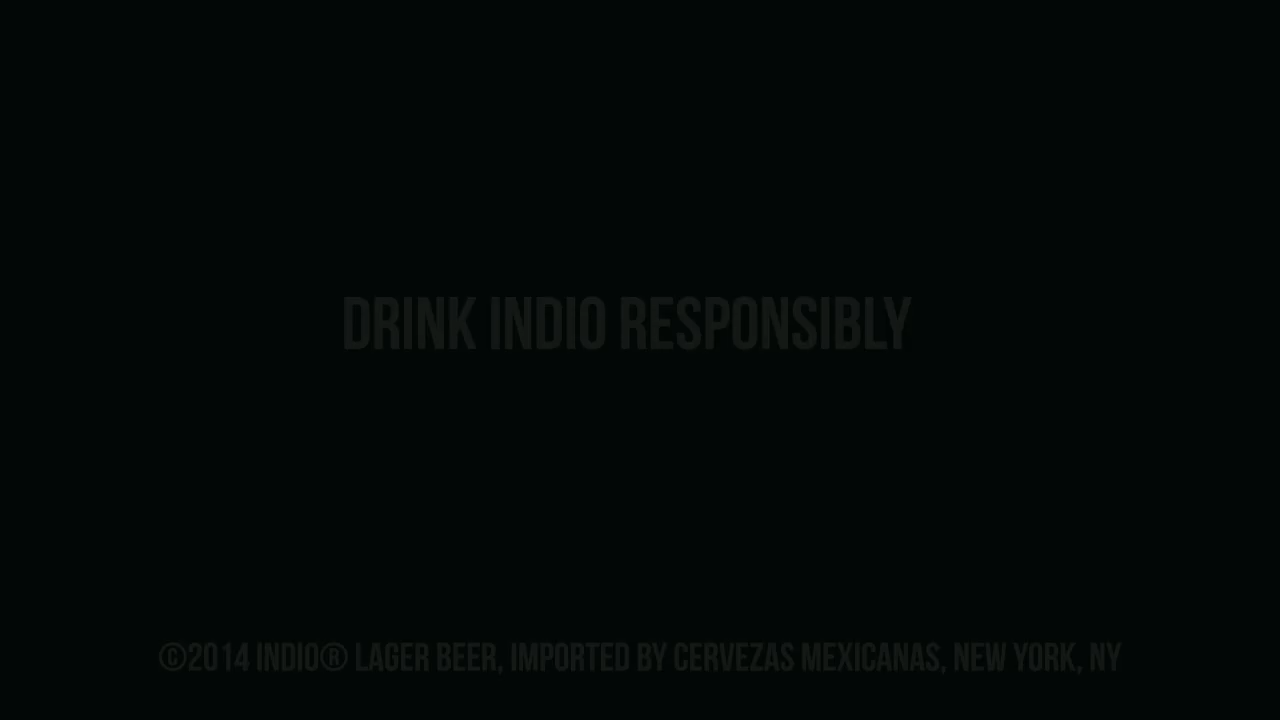 DRINK INDIO RESPONSIBLY
©2014 INDIO® LAGER BEER, IMPORTED BY CERVEZAS MEXICANAS, NEW YORK, NY